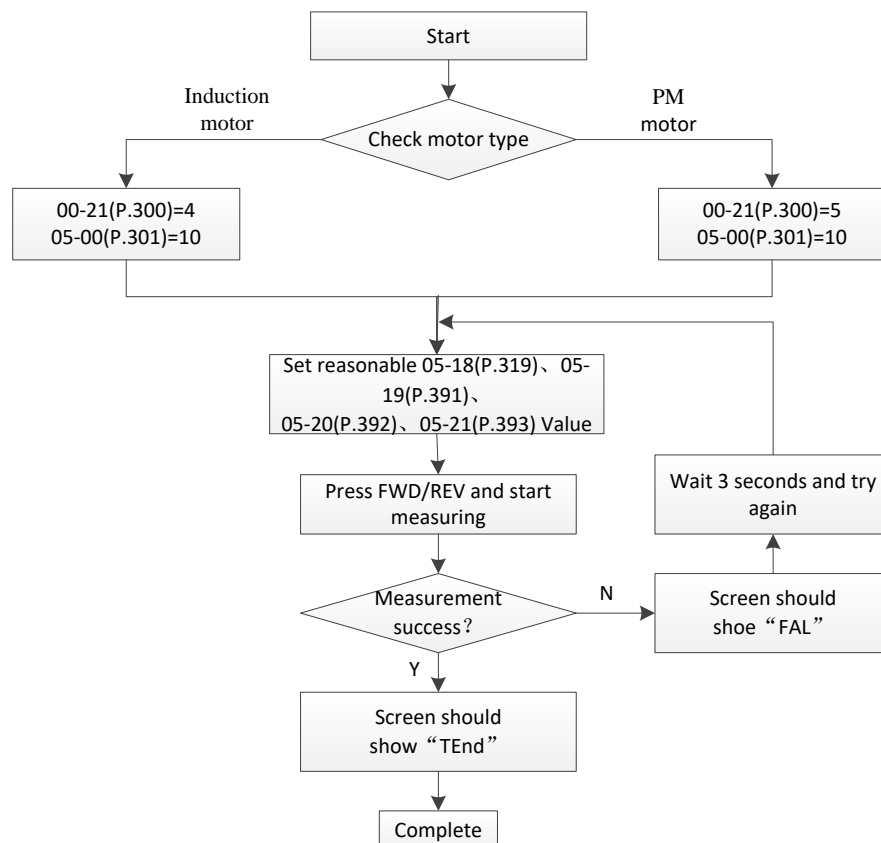 Start
Induction
motor
PM
motor
Check motor type
00-21(P.300)=4
05-00(P.301)=10
00-21(P.300)=5
05-00(P.301)=10
Set reasonable 05-18(P.319)、05-
19(P.391)、
05-20(P.392)、05-21(P.393) Value
Press FWD/REV and start
measuring
Wait 3 seconds and try
again
Measurement
success？
N
Screen should
shoe“FAL”
Y
Screen should
show“TEnd”
Complete